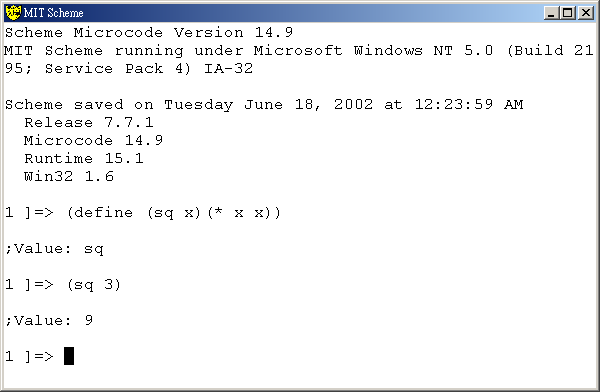 MIT Scheme
Scheme Microcode Version 14.9
MIT Scheme running under Microsoft Windows NT 5.0 (Build 21
95; Service Pack 4) IA-32
Scheme saved on Tuesday June 18, 2002 at 12:23:59 AM
  Release 7.7.1
  Microcode 14.9
  Runtime 15.1
  Win32 1.6
1 ]=> (define (sq x)(* x x))
;Value: sq
1 ]=> (sq 3)
;Value: 9
1 ]=>